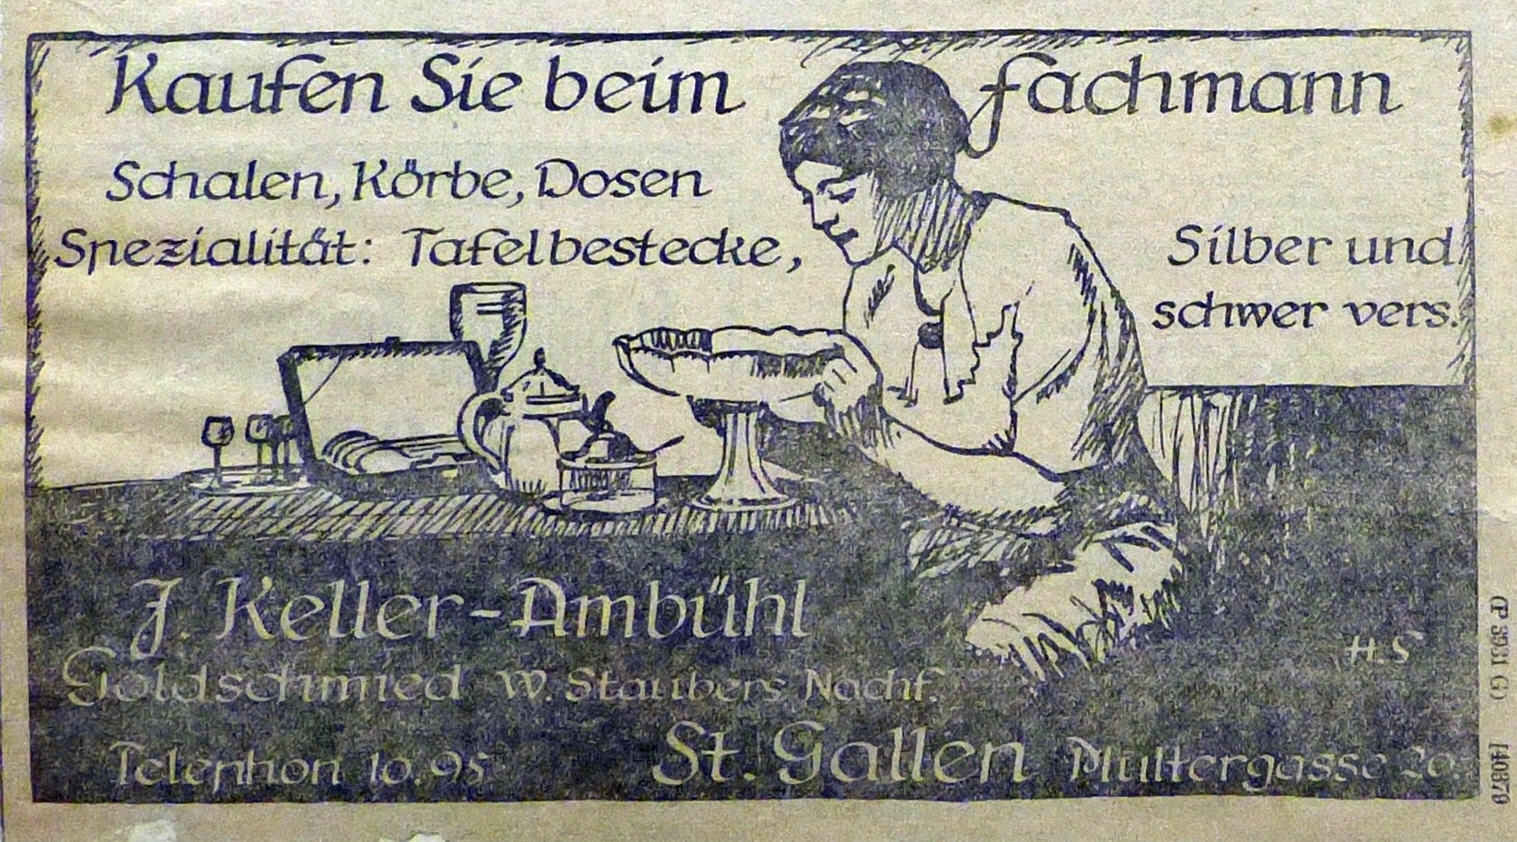 Kaufen Sie beim Fachmann
Schalen, Körbe, Dosen
Spezialität: Tafelbestecke, Silber und
schwer vers.
J. Keller-Ambühl
Goldschmied W. Staubers Nachf.
Telephon 10.95 St. Gallen Multergasse 20.
H.S